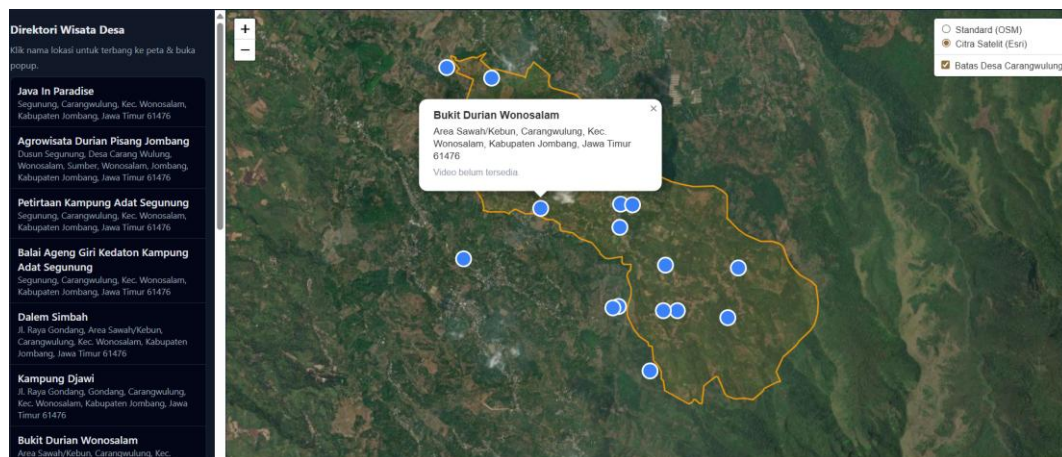 Direktori Wisata Desa
Klik nama lokasi untuk terbang ke peta & buka
popup.
Java In Paradise
Segunung, Carangwulung, Kec. Wonosalam,
Kabupaten Jombang, Jawa Timur 61476
Agrowisata Durian Pisang Jombang
Dusun Segunung, Desa Carang Wulung,
Wonosalam, Sumber, Wonosalam, Jombang,
Kabupaten Jombang, Jawa Timur 61476
Petirtaan Kampung Adat Segunung
Segunung, Carangwulung, Kec. Wonosalam,
Kabupaten Jombang, Jawa Timur 61476
Balai Ageng Giri Kedaton Kampung
Adat Segunung
Segunung, Carangwulung, Kec. Wonosalam,
Kabupaten Jombang, Jawa Timur 61476
Dalem Simbah
Jl. Raya Gondang, Area Sawah/Kebun,
Carangwulung, Kec. Wonosalam, Kabupaten
Jombang, Jawa Timur 61476
Kampung Djawi
Jl. Raya Gondang, Gondang, Carangwulung,
Kec. Wonosalam, Kabupaten Jombang, Jawa
Timur 61476
Bukit Durian Wonosalam
Area Sawah/Kebun, Carangwulung, Kec.
+
−
Bukit Durian Wonosalam
×
Area Sawah/Kebun, Carangwulung, Kec.
Wonosalam, Kabupaten Jombang, Jawa Timur
61476
Video belum tersedia
Standard (OSM)
Citra Satelit (Esri)
Batas Desa Carangwulung